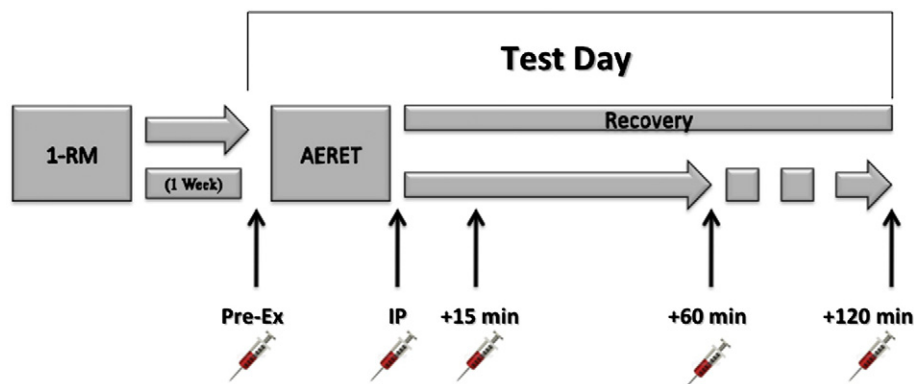 Test Day
Recovery
1-RM
(1 Week)
AERET
Pre-Ex
IP
+15 min
+60 min
+120 min